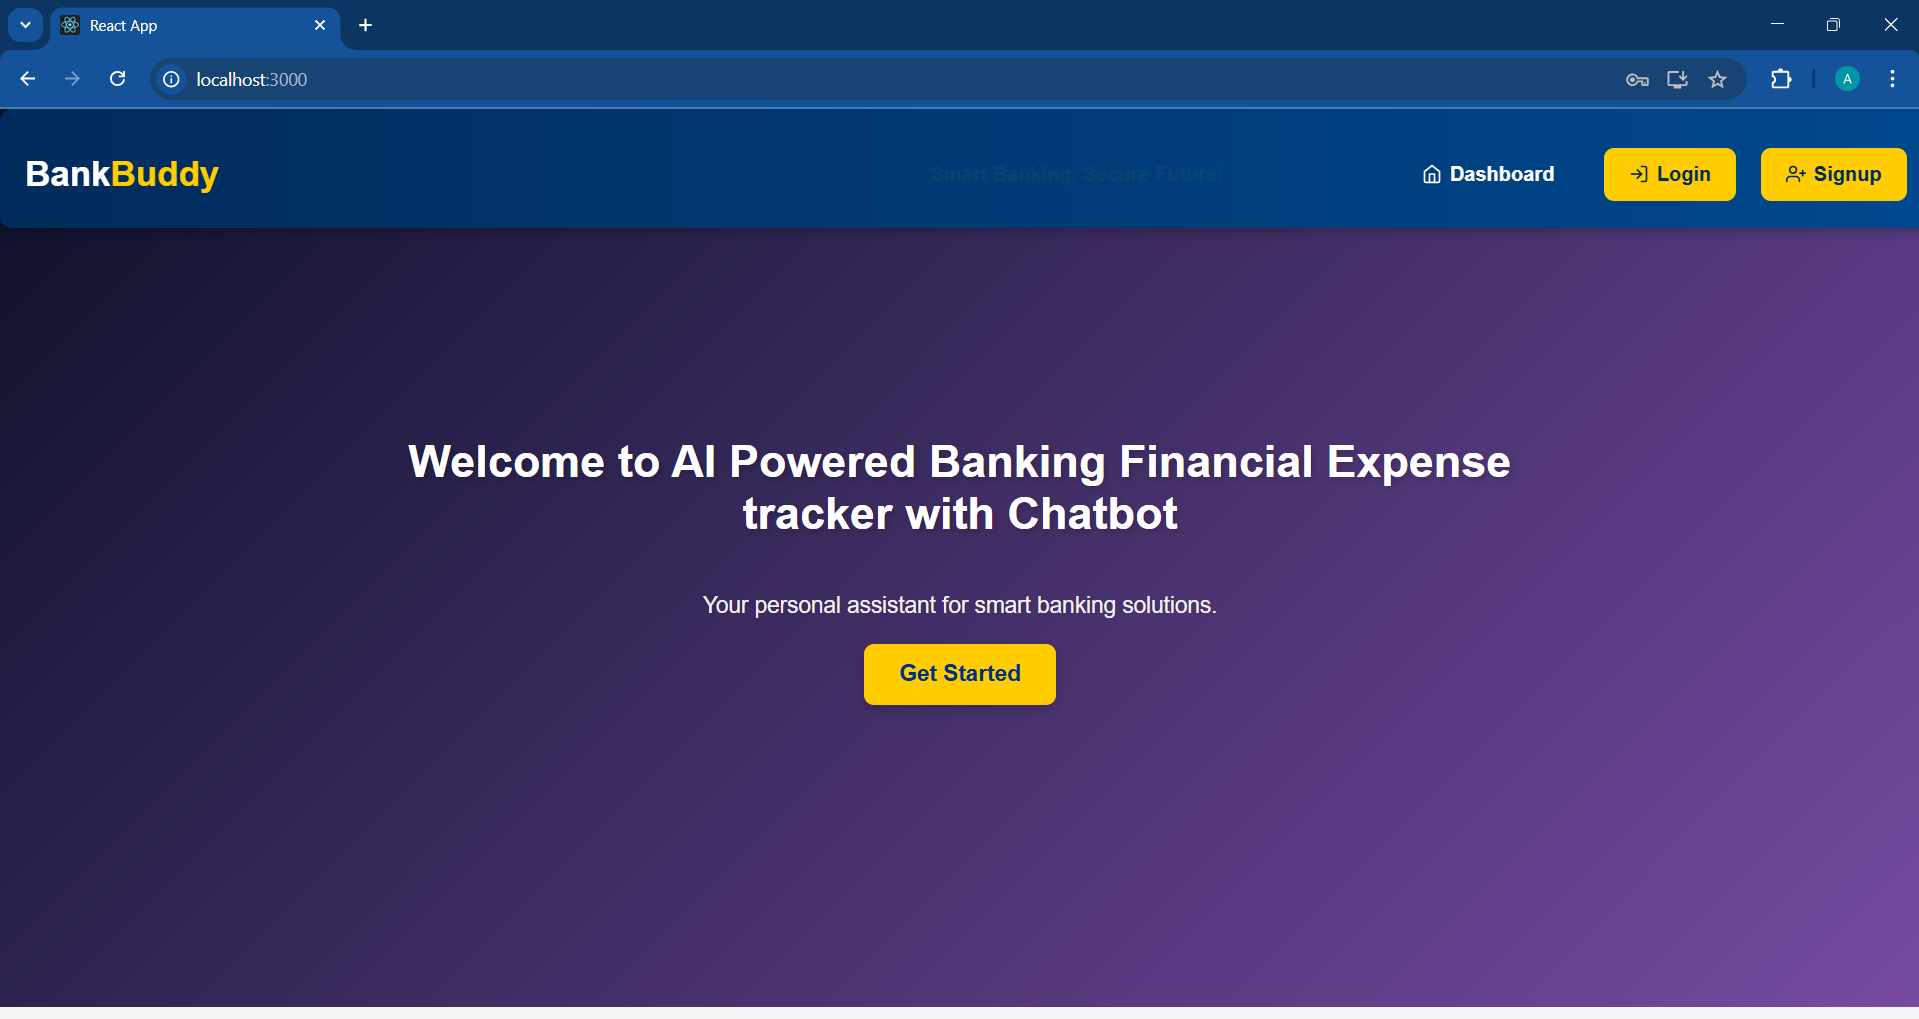 React App
localhost:3000
A
BankBuddy
Smart Banking, Secure Future!
Dashboard
Login
Signup
Welcome to AI Powered Banking Financial Expense
tracker with Chatbot
Your personal assistant for smart banking solutions.
Get Started